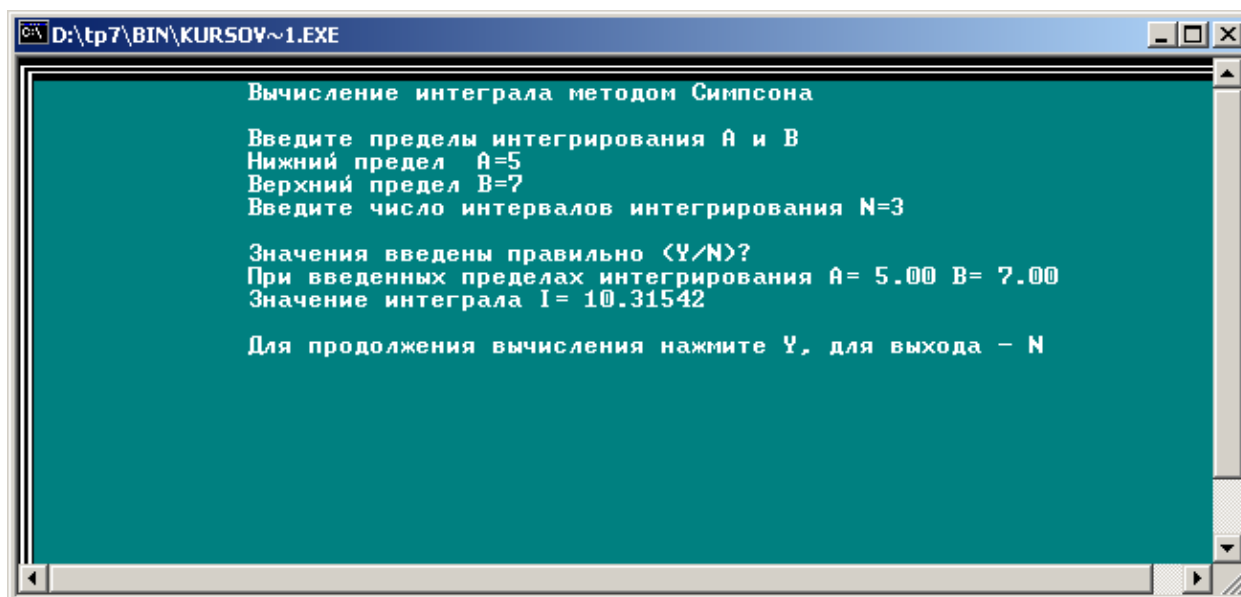 D:\tp7\BIN\KURSOV~1.EXE
Вычисление интеграла методом Симпсона
Введите пределы интегрирования A и B
Нижний предел  A=5
Верхний предел B=7
Введите число интервалов интегрирования N=3
Значения введены правильно (Y/N)?
При введенных пределах интегрирования A= 5.00 B= 7.00
Значение интеграла I= 10.31542
Для продолжения вычисления нажмите Y, для выхода - N